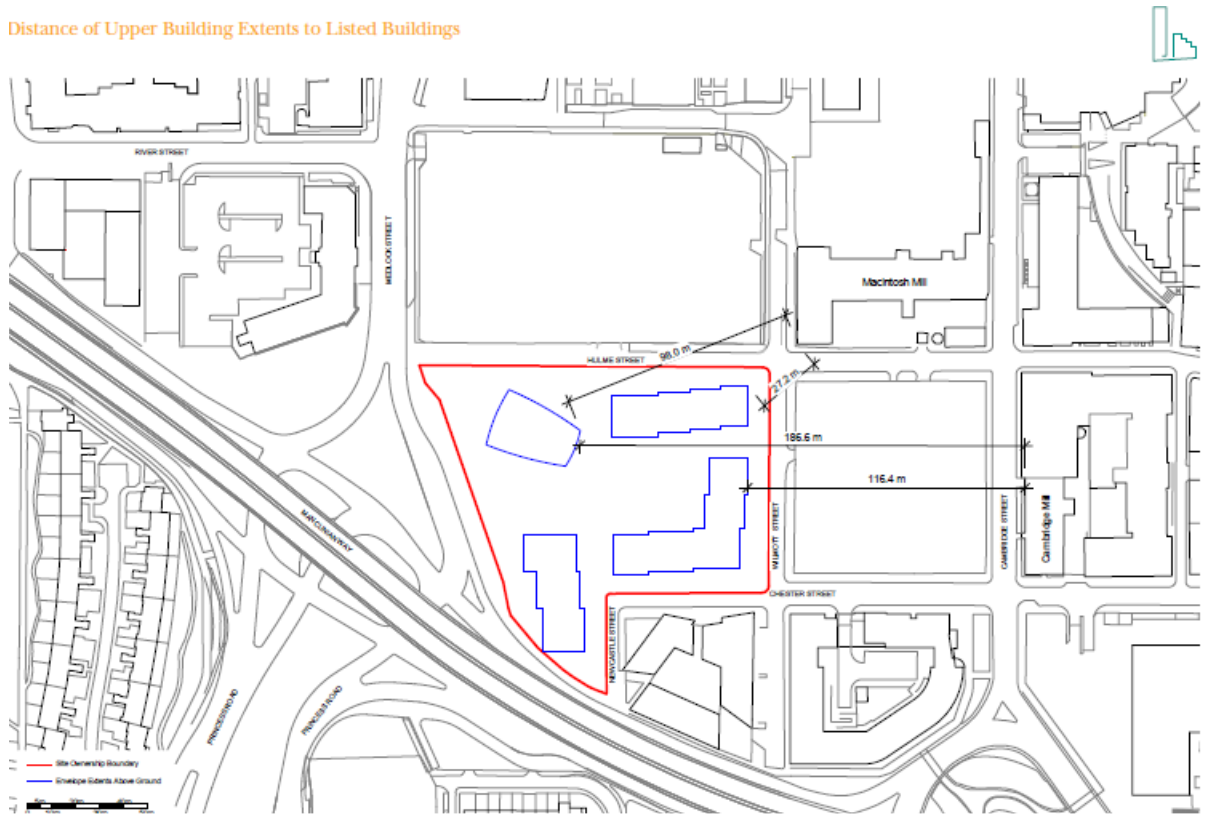 Distance of Upper Building Extents to Listed Buildings
RIVER STREET
MEDLOCK STREET
Macintosh Mill
HULME STREET
98.0 m
27.2 m
186.6 m
116.4 m
MANCUNIAN WAY
WILMOTT STREET
CAMBRIDGE STREET
Cambridge Mill
CHESTER STREET
NEWCASTLE STREET
PRINCESS ROAD
PRINCESS ROAD
Site Ownership Boundary
Envelope Extents Above Ground